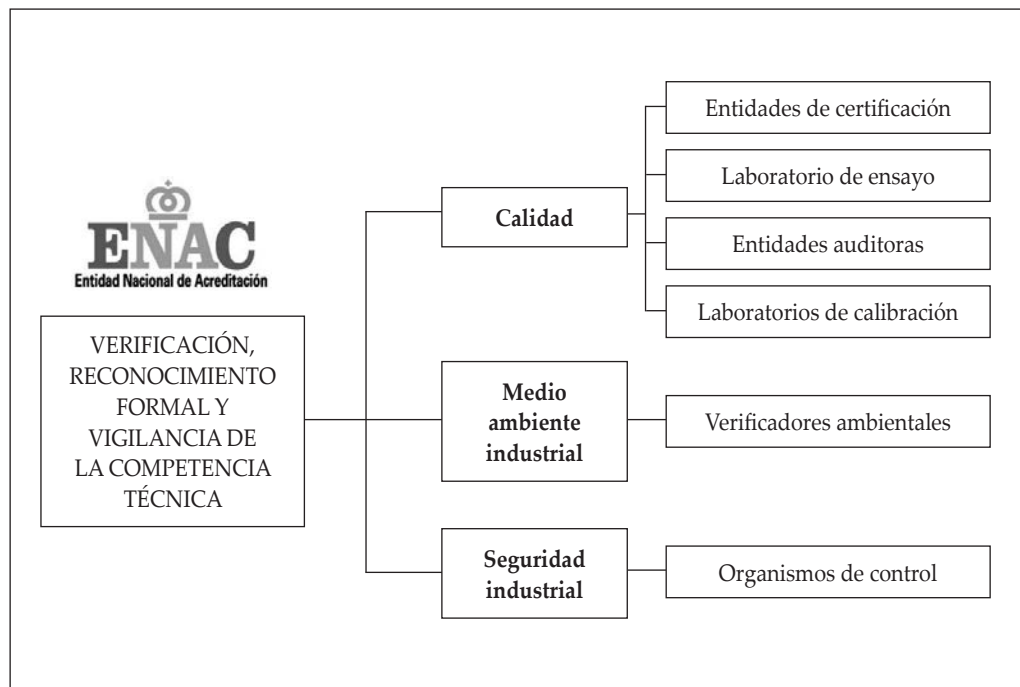 ENAC
Entidad Nacional de Acreditación
VERIFICACIÓN,
RECONOCIMIENTO
FORMAL Y
VIGILANCIA DE
LA COMPETENCIA
TÉCNICA
Calidad
Entidades de certificación
Laboratorio de ensayo
Entidades auditoras
Laboratorios de calibración
Medio
ambiente
industrial
Verificadores ambientales
Seguridad
industrial
Organismos de control